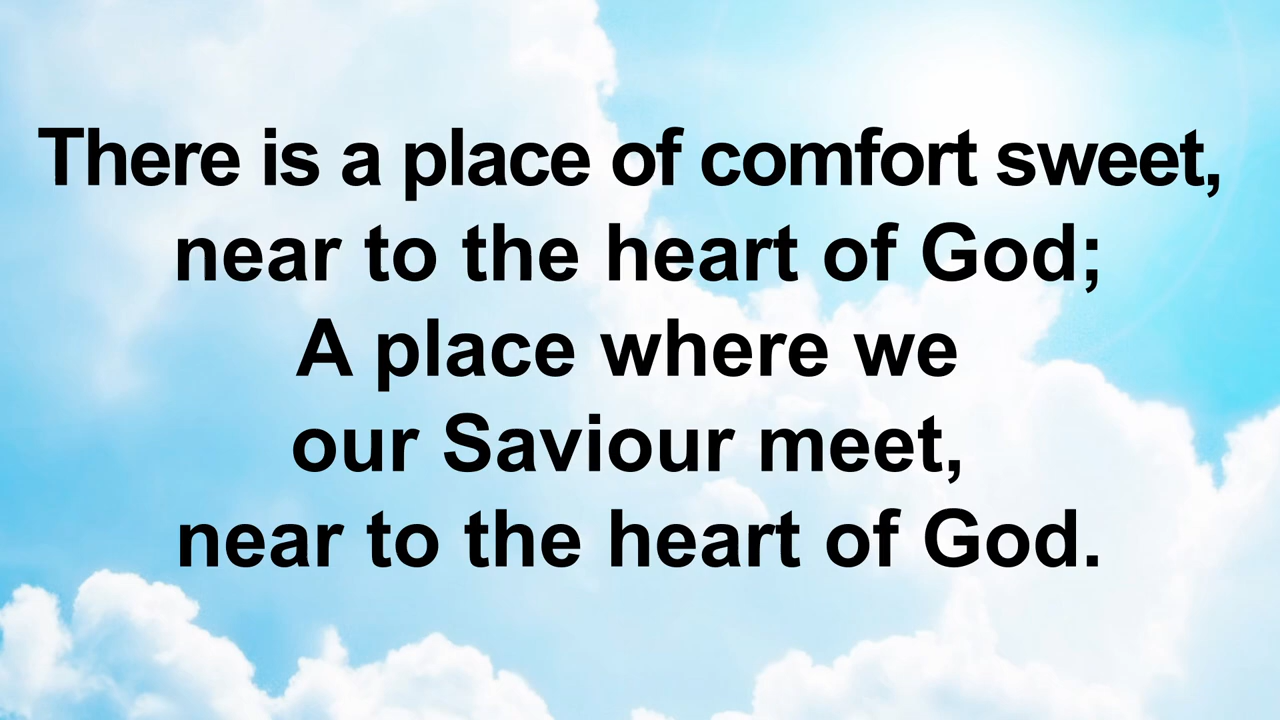 There is a place of comfort sweet,
near to the heart of God;
A place where we
our Saviour meet,
near to the heart of God.